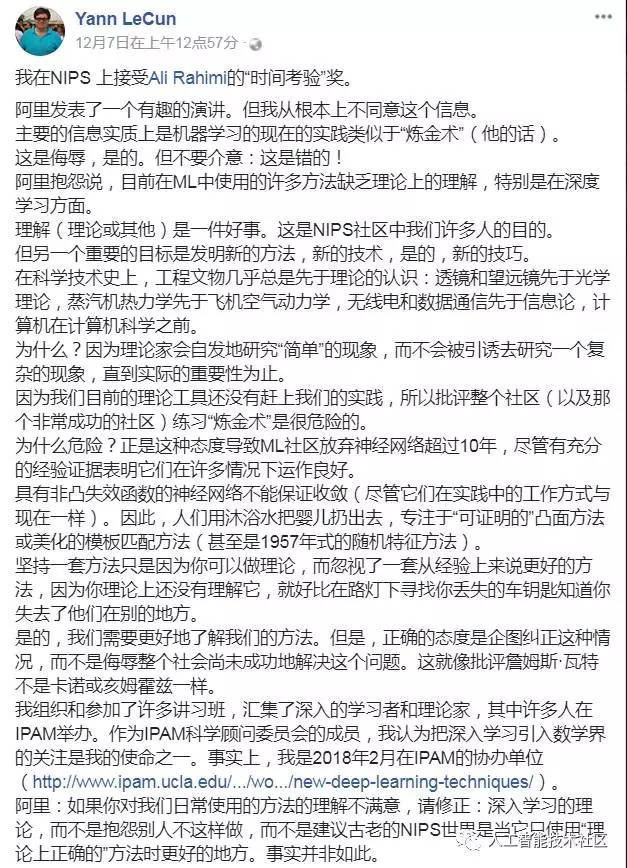 Yann LeCun
12月7日在上午12点57分 ·
我在NIPS 上接受Ali Rahimi的“时间考验”奖。
阿里发表了一个有趣的演讲。但我从根本上不同意这个信息。
主要的信息实质上是机器学习的现在的实践类似于“炼金术”（他的话）。
这是侮辱，是的。但不要介意：这是错的！
阿里抱怨说，目前在ML中使用的许多方法缺乏理论上的理解，特别是在深度
学习方面。
理解（理论或其他）是一件好事。这是NIPS社区中我们许多人的目的。
但另一个重要的目标是发明新的方法，新的技术，是的，新的技巧。
在科学技术史上，工程文物几乎总是先于理论的认识：透镜和望远镜先于光学
理论，蒸汽机热力学先于飞机空气动力学，无线电和数据通信先于信息论，计
算机在计算机科学之前。
为什么？因为理论家会自发地研究“简单”的现象，而不会被引诱去研究一个复
杂的现象，直到实际的重要性为止。
因为我们目前的理论工具还没有赶上我们的实践，所以批评整个社区（以及那
个非常成功的社区）练习“炼金术”是很危险的。
为什么危险？正是这种态度导致ML社区放弃神经网络超过10年，尽管有充分
的经验证据表明它们在许多情况下运作良好。
具有非凸失效函数的神经网络不能保证收敛（尽管它们在实践中的工作方式与
现在一样）。因此，人们用沐浴水把婴儿扔出去，专注于“可证明的”凸面方法
或美化的模板匹配方法（甚至是1957年式的随机特征方法）。
坚持一套方法只是因为你可以做理论，而忽视了一套从经验上来说更好的方
法，因为你理论上还没有理解它，就好比在路灯下寻找你丢失的车钥匙知道你
失去了他们在别的地方。
是的，我们需要更好地了解我们的方法。但是，正确的态度是企图纠正这种情
况，而不是侮辱整个社会尚未成功地解决这个问题。这就像批评詹姆斯·瓦特
不是卡诺或亥姆霍兹一样。
我组织和参加了许多讲习班，汇集了深入的学习者和理论家，其中许多人在
IPAM举办。作为IPAM科学顾问委员会的成员，我认为把深入学习引入数学界
的关注是我的使命之一。事实上，我是2018年2月在IPAM的协办单位
（http://www.ipam.ucla.edu/.../wo.../new-deep-learning-techniques/）。
阿里：如果你对我们日常使用的方法的理解不满意，请修正：深入学习的理
论，而不是抱怨别人不这样做，而不是建议古老的NIPS世界是当它只使用“理
论上正确的”方法时更好的地方。事实并非如此。
人工智能技术社区